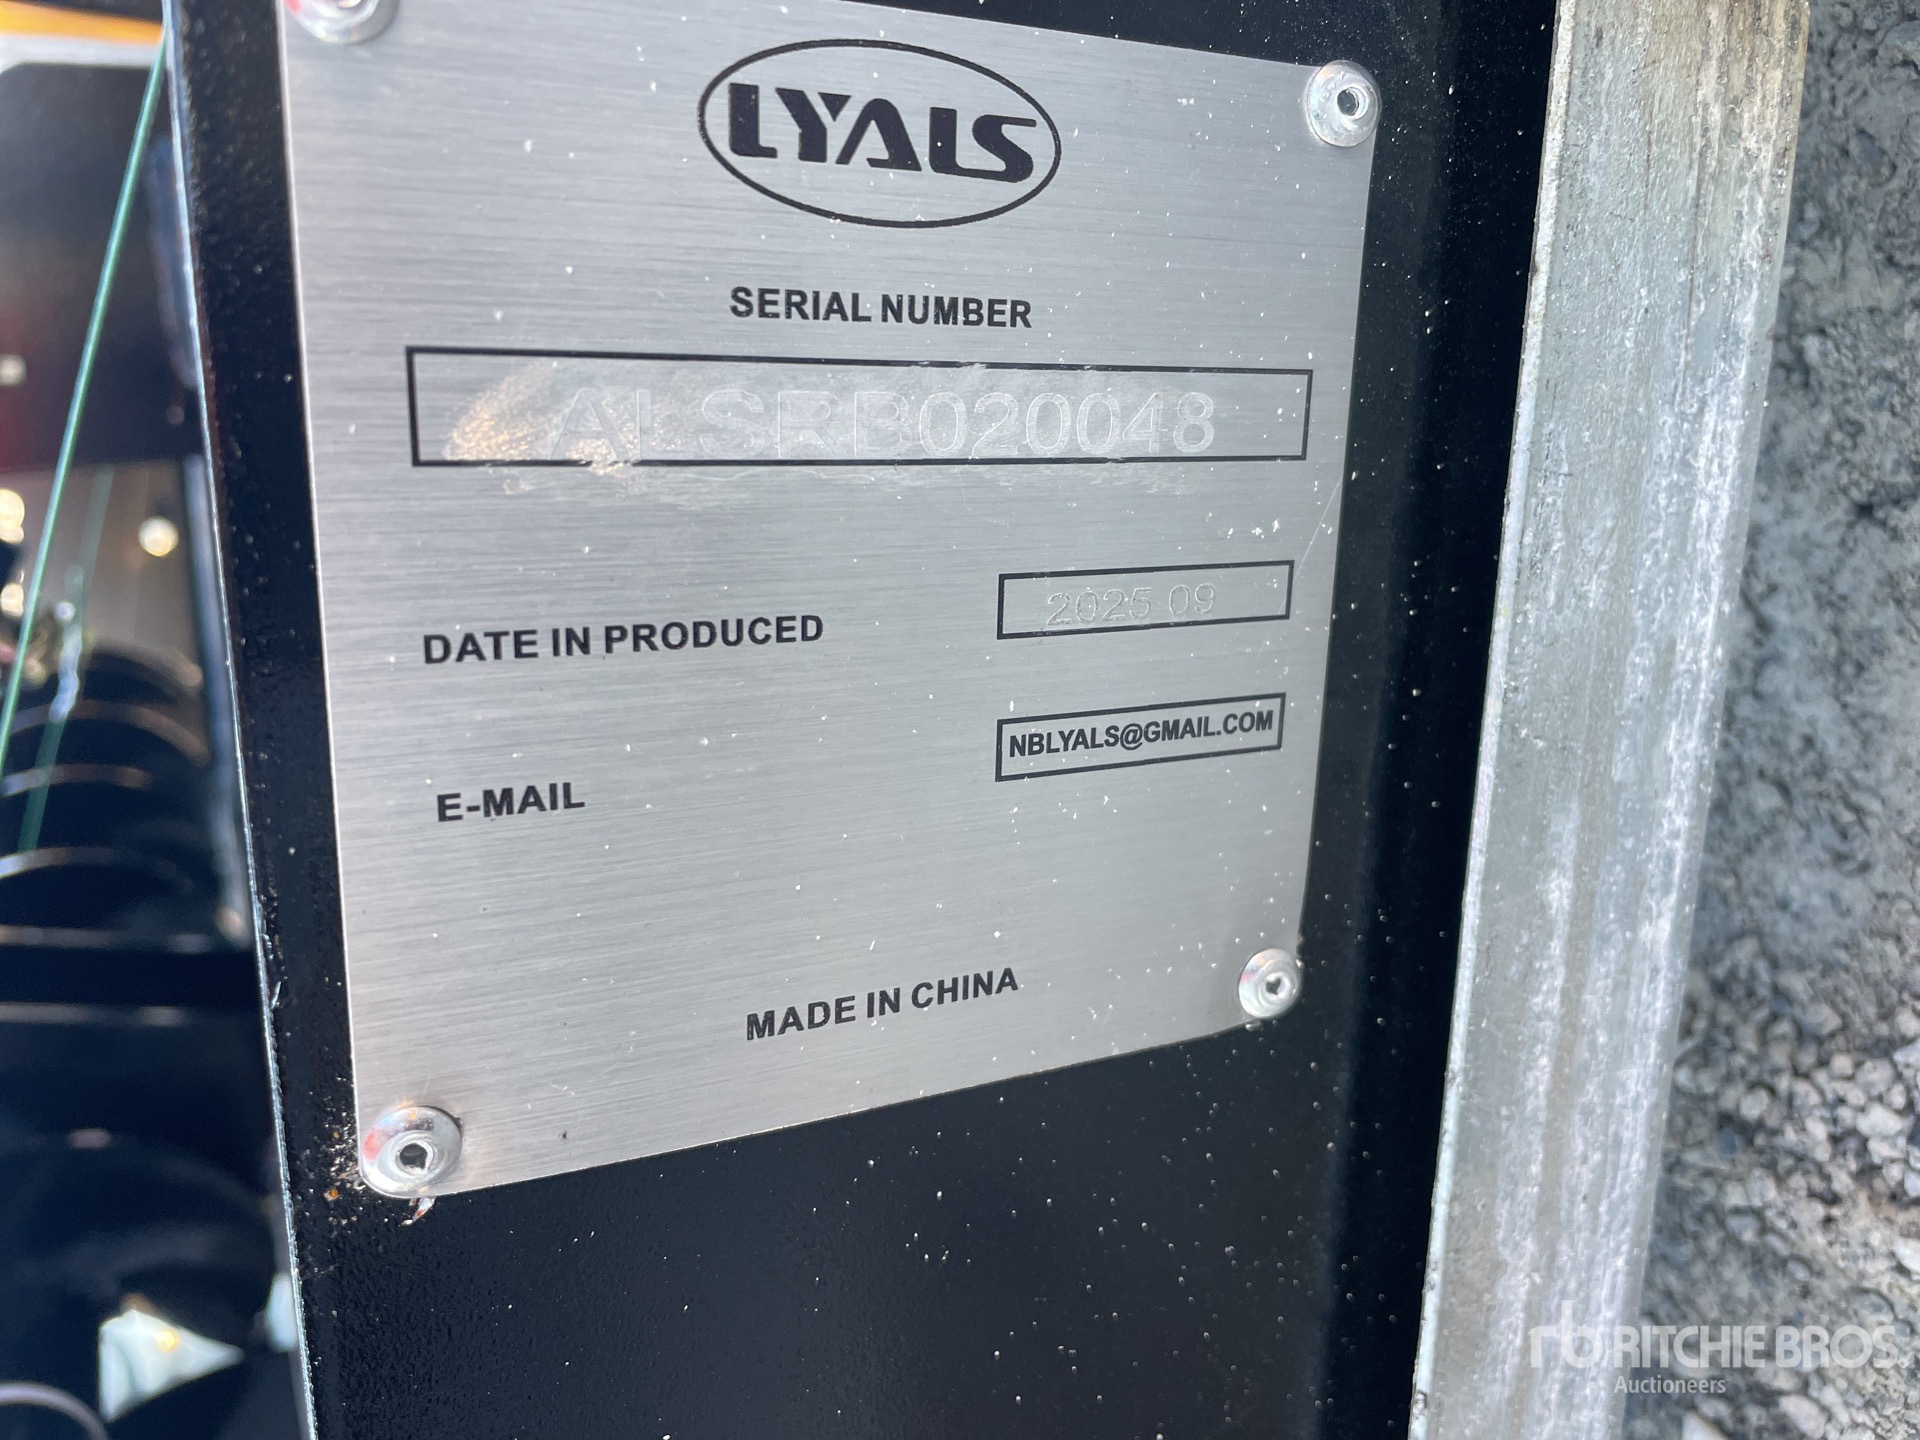 LYALS
SERIAL NUMBER
ALSRB020048
DATE IN PRODUCED
2025 09
E-MAIL
NBLYALS@GMAIL.COM
MADE IN CHINA
rb RITCHIE BROS.
Auctioneers